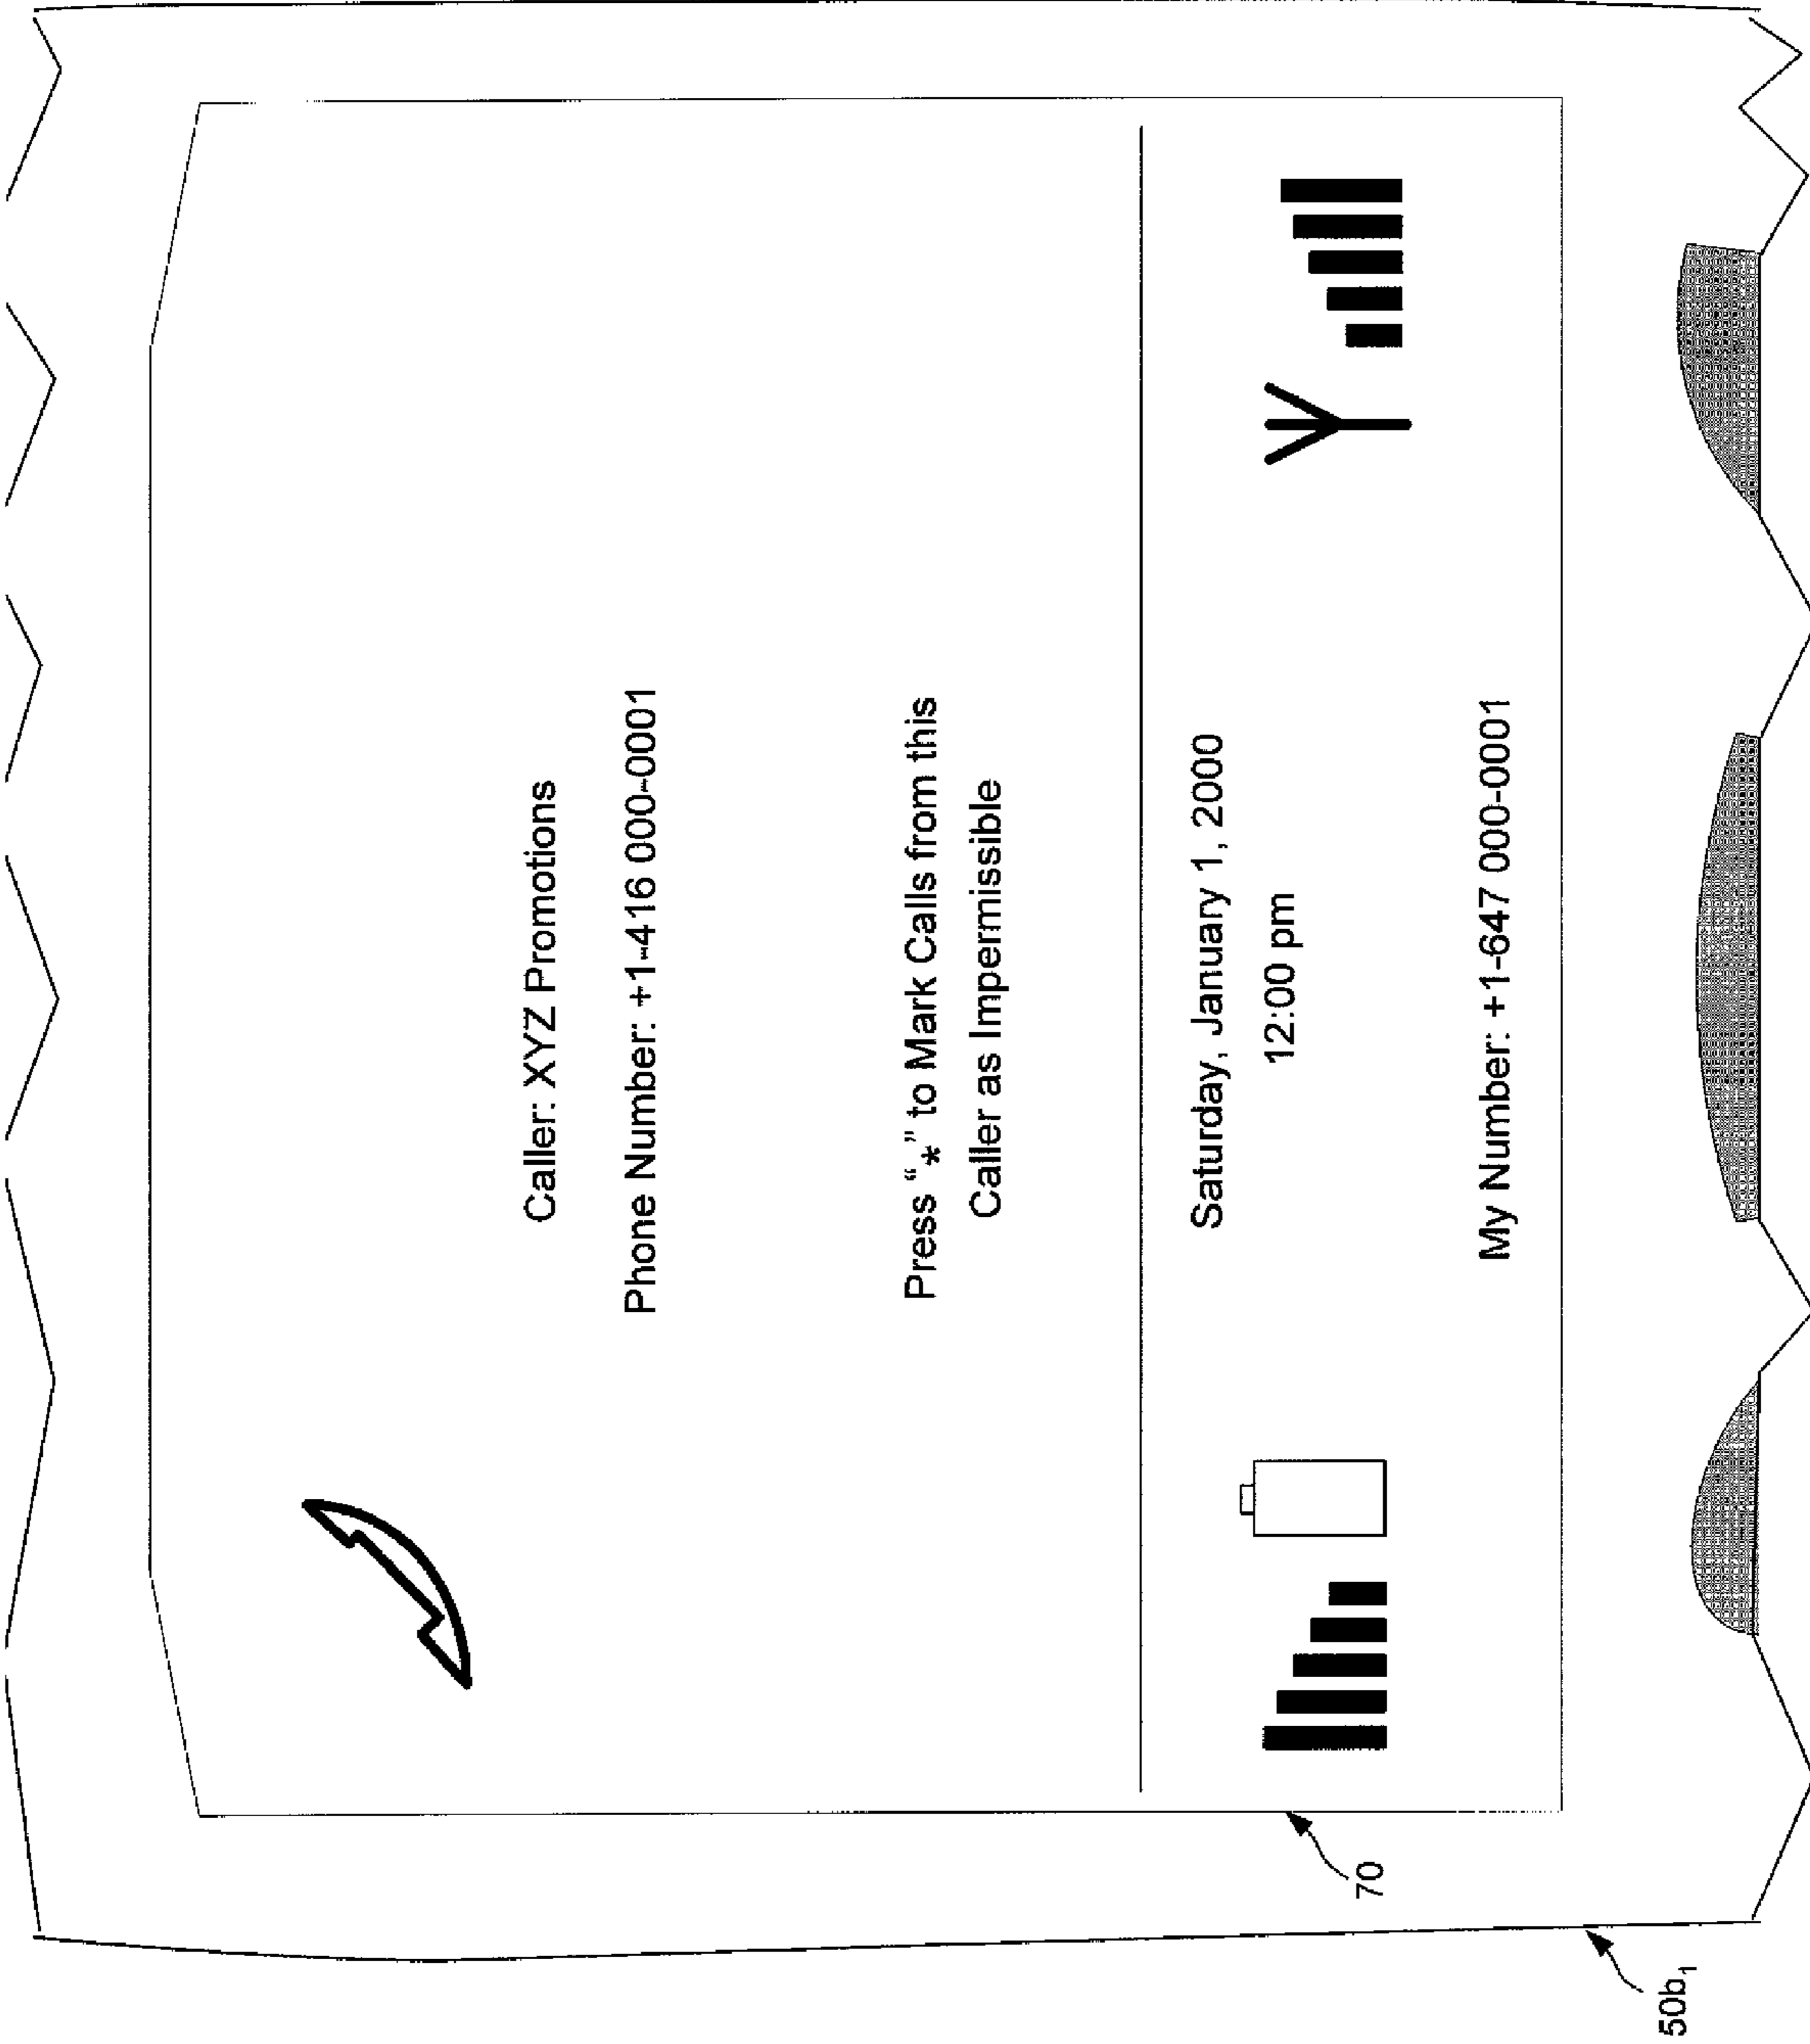 Caller: XYZ Promotions
Phone Number: +1-416 000-0001
Press “*” to Mark Calls from this
Caller as Impermissible
Saturday, January 1, 2000
12:00 pm
My Number: +1-647 000-0001
70
50b₁